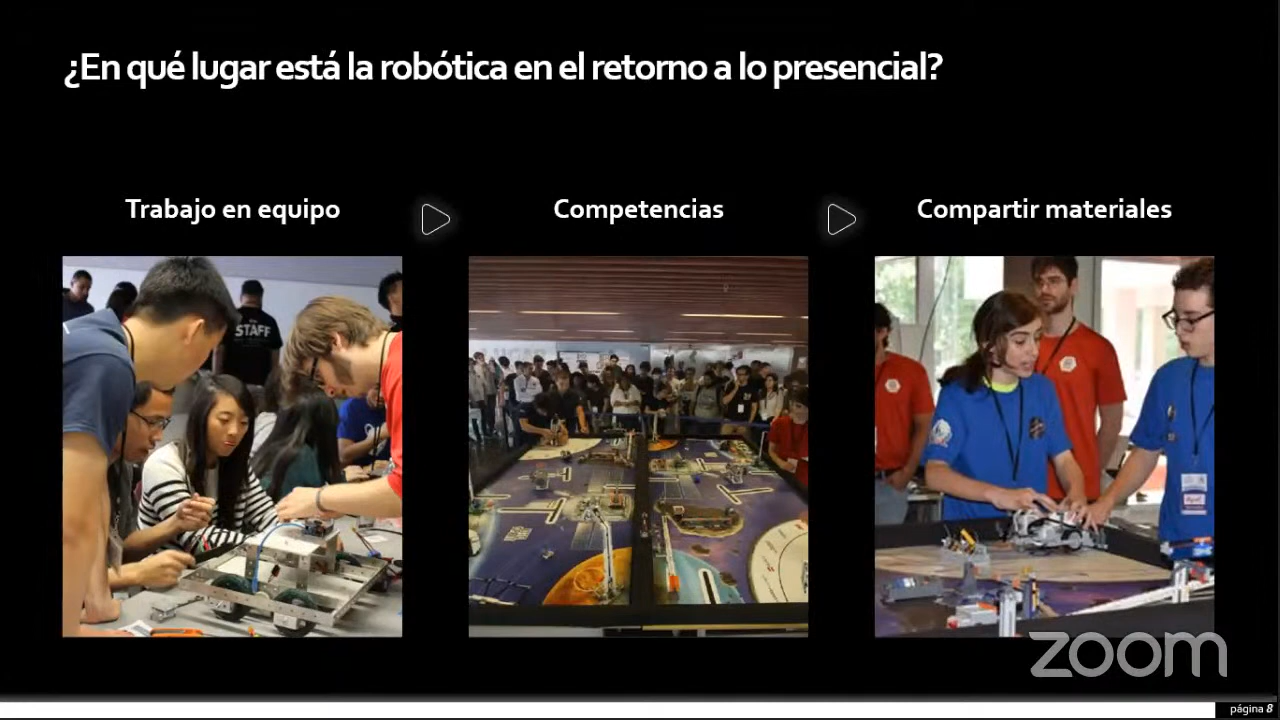 ¿En qué lugar está la robótica en el retorno a lo presencial?
Trabajo en equipo
Competencias
Compartir materiales
STAFF
zoom
página 8